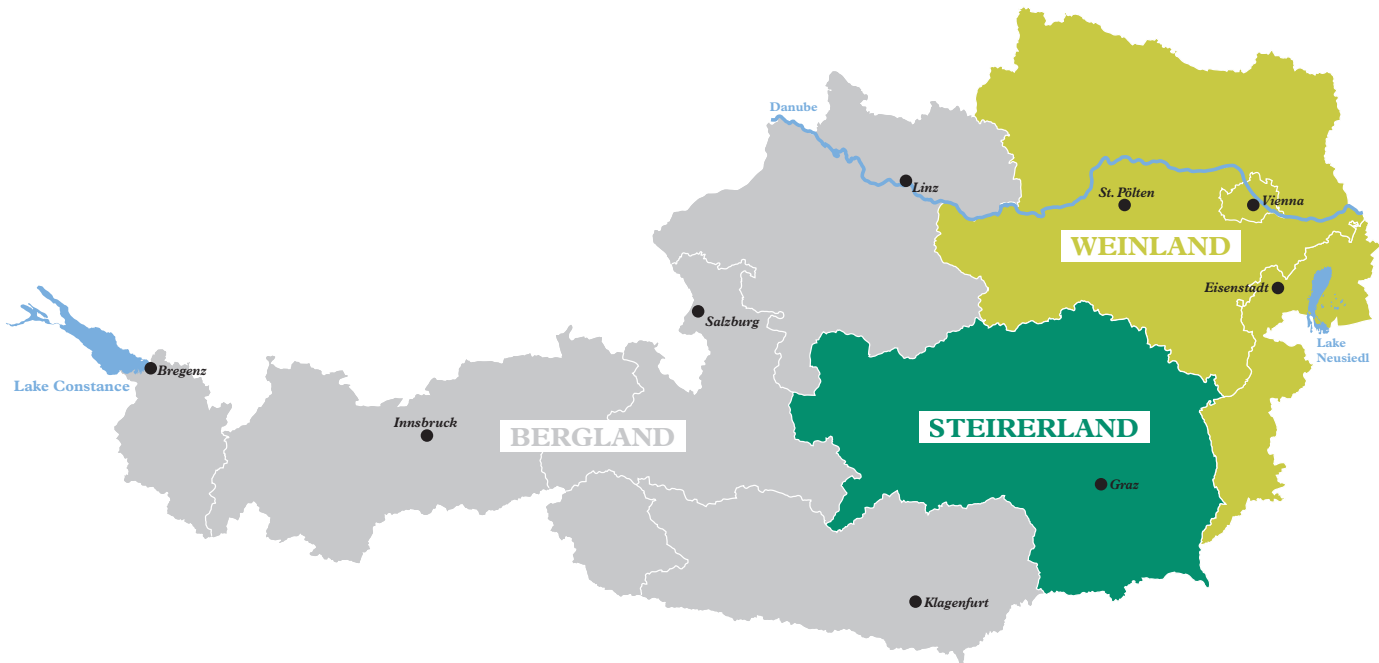 Danube
Linz
St. Pölten
Vienna
WEINLAND
Eisenstadt
Salzburg
Lake
Neusiedl
Bregenz
Lake Constance
Innsbruck
BERGLAND
STEIRERLAND
Graz
Klagenfurt